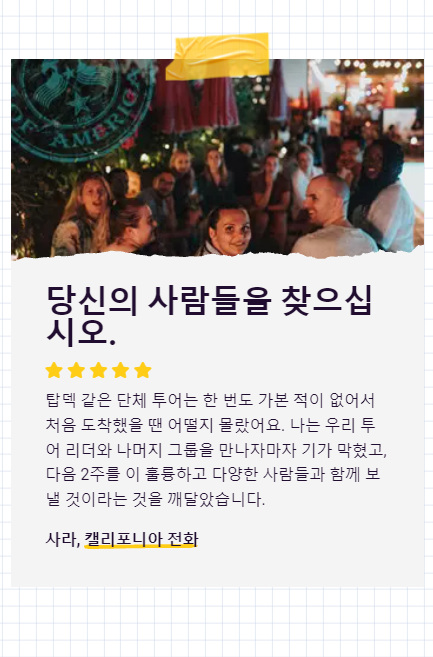 OF AMERICA
당신의 사람들을 찾으십
시오.
탑덱 같은 단체 투어는 한 번도 가본 적이 없어서
처음 도착했을 땐 어떨지 몰랐어요. 나는 우리 투
어 리더와 나머지 그룹을 만나자마자 기가 막혔고,
다음 2주를 이 훌륭하고 다양한 사람들과 함께 보
낼 것이라는 것을 깨달았습니다.
사라, 캘리포니아 전화